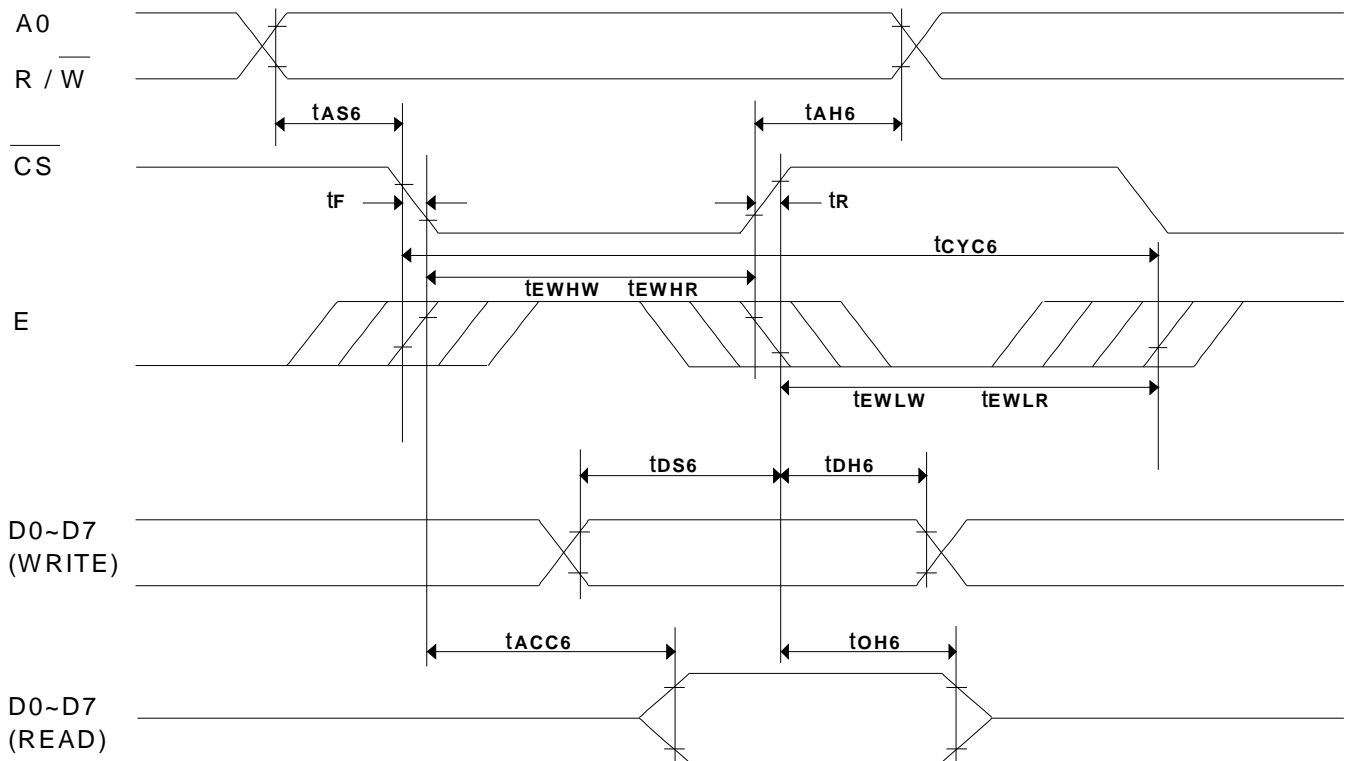 A0
R / W
tAS6
tAH6
CS
tF
tR
tCYC6
tEWHW tEWHR
E
tEWLW tEWLR
tDS6
tDH6
D0~D7
(WRITE)
tACC6
tOH6
D0~D7
(READ)